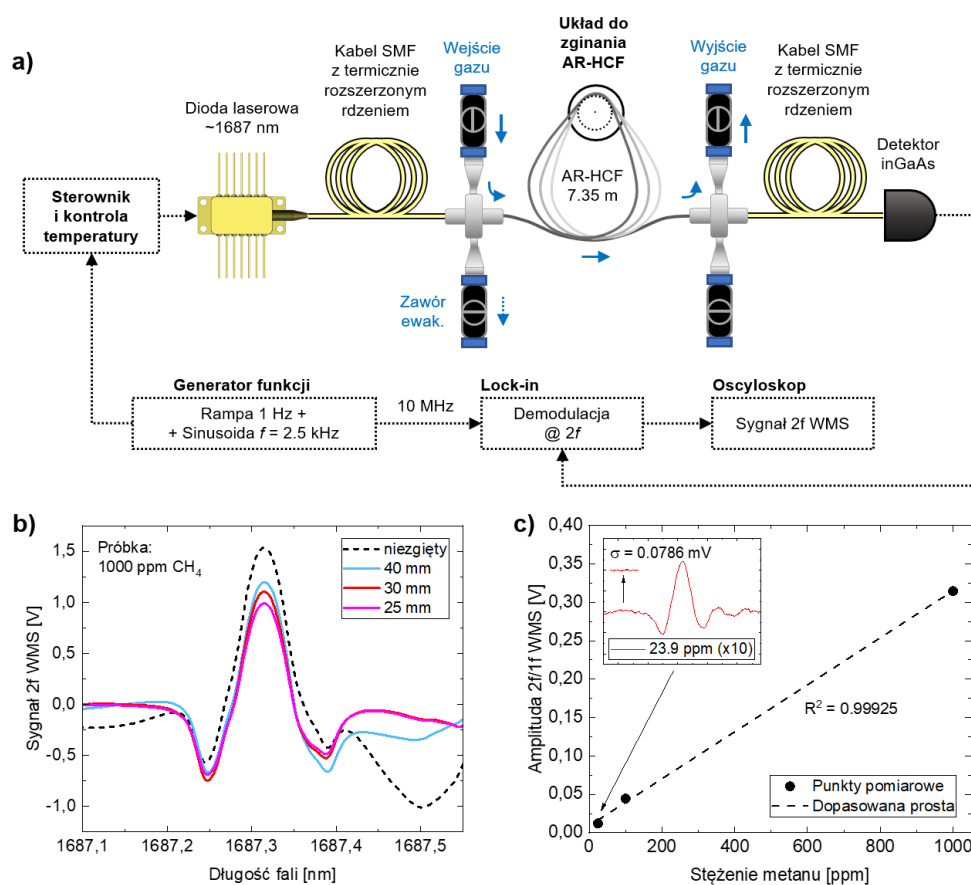 a)
Dioda laserowa
~1687 nm
Kabel SMF
z termicznie
rozszerzonym
rdzeniem
Wejście
gazu
Układ do
zginania
AR-HCF
Wyjście
gazu
Kabel SMF
z termicznie
rozszerzonym
rdzeniem
Detektor
inGaAs
Sterownik
i kontrola
temperatury
AR-HCF
7.35 m
Zawór
ewak.
Generator funkcji
Rampa 1 Hz +
+ Sinusoida f = 2.5 kHz
10 MHz
Lock-in
Demodulacja
@ 2f
Oscyloskop
Sygnał 2f WMS
b)
Próbka:
1000 ppm CH₄
niezgięty
40 mm
30 mm
25 mm
Sygnał 2f WMS [V]
1,5
1,0
0,5
0,0
-0,5
-1,0
1687,1
1687,2
1687,3
1687,4
1687,5
Długość fali [nm]
c)
Amplituda 2f/1f WMS [V]
0,35
0,30
0,25
0,20
0,15
0,10
0,05
0,00
σ = 0.0786 mV
23.9 ppm (x10)
R² = 0.99925
Punkty pomiarowe
Dopasowana prosta
0
200
400
600
800
1000
Stężenie metanu [ppm]